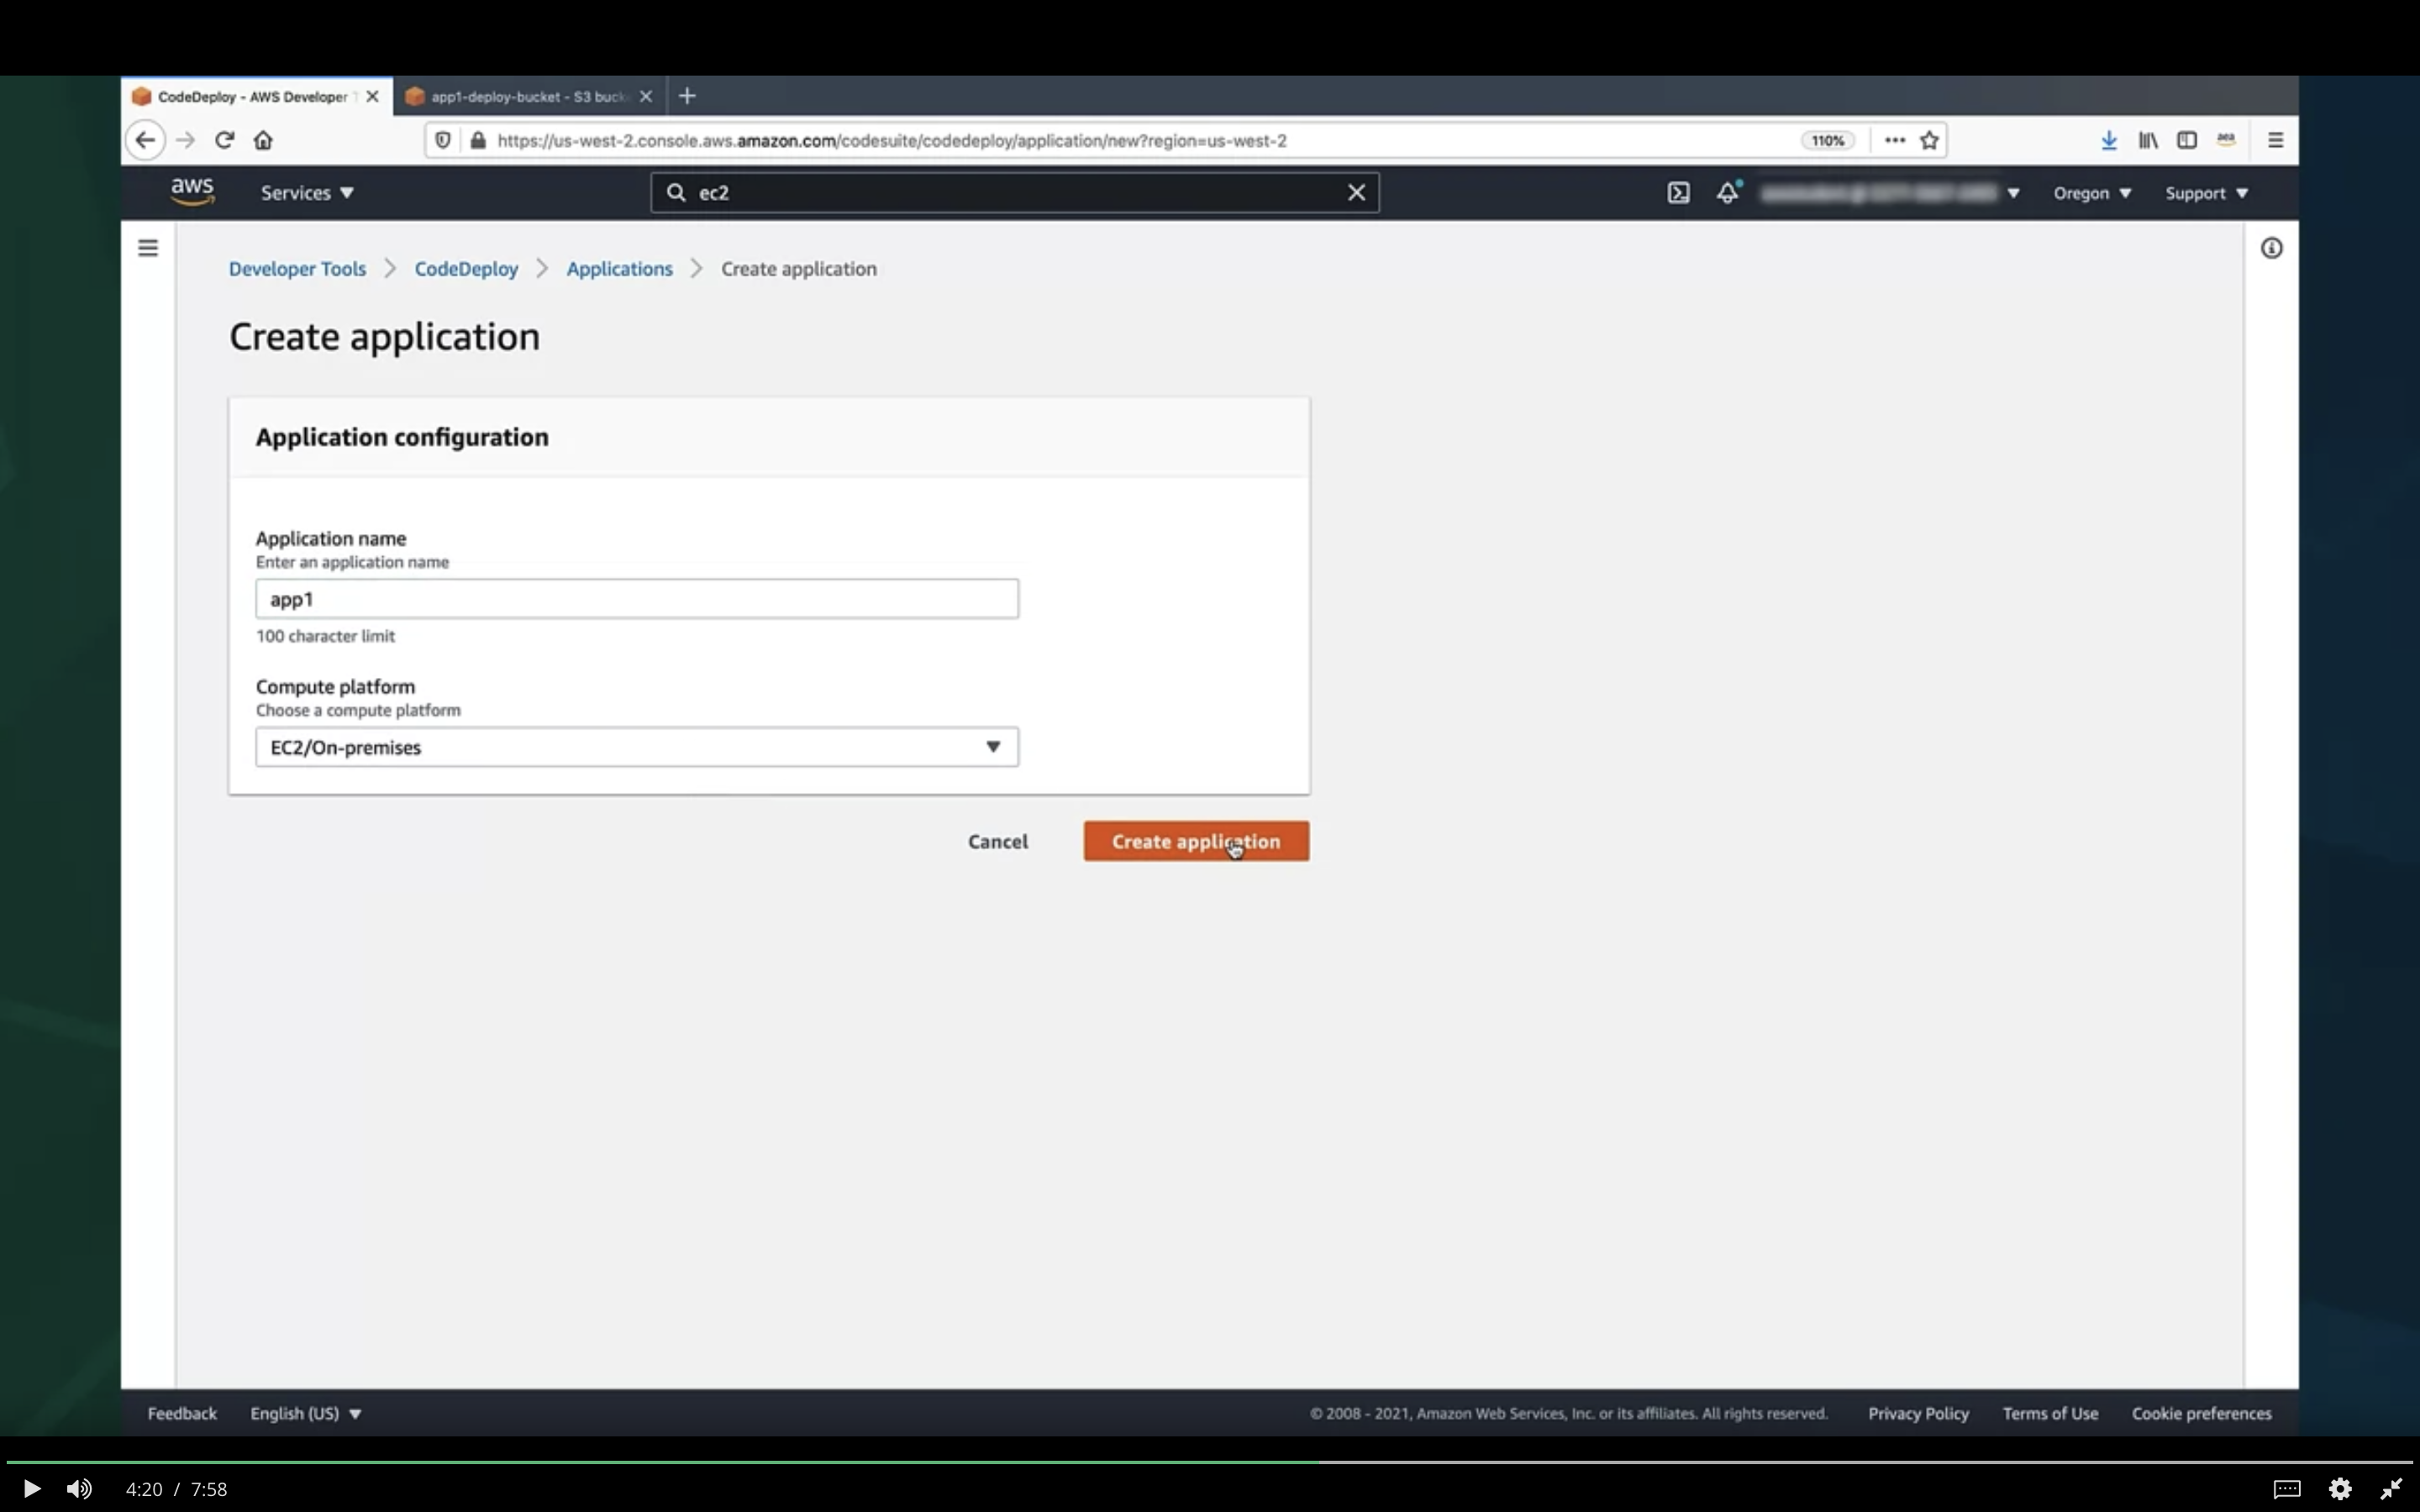 CodeDeploy - AWS Developer T
app1-deploy-bucket - S3 buck
https://us-west-2.console.aws.amazon.com/codesuite/codedeploy/application/new?region=us-west-2
110%
aws
Services
ec2
Oregon
Support
Developer Tools > CodeDeploy > Applications > Create application
Create application
Application configuration
Application name
Enter an application name
app1
100 character limit
Compute platform
Choose a compute platform
EC2/On-premises
Cancel
Create application
Feedback
English (US)
© 2008 - 2021, Amazon Web Services, Inc. or its affiliates. All rights reserved.
Privacy Policy
Terms of Use
Cookie preferences
4:20 / 7:58